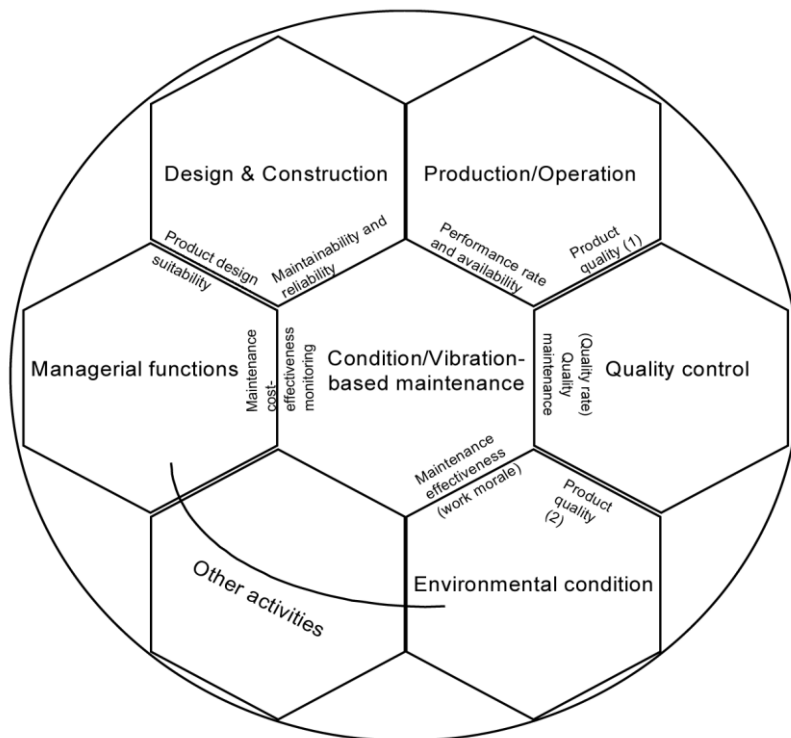 Design & Construction
Production/Operation
Product design
suitability
Maintainability and
reliability
Performance rate
and availability
Product
quality (1)
Managerial functions
Maintenance
cost-
effectiveness
monitoring
Condition/Vibration-
based maintenance
(Quality rate)
Quality
maintenance
Quality control
Maintenance
effectiveness
(work morale)
Product
quality
(2)
Other activities
Environmental condition